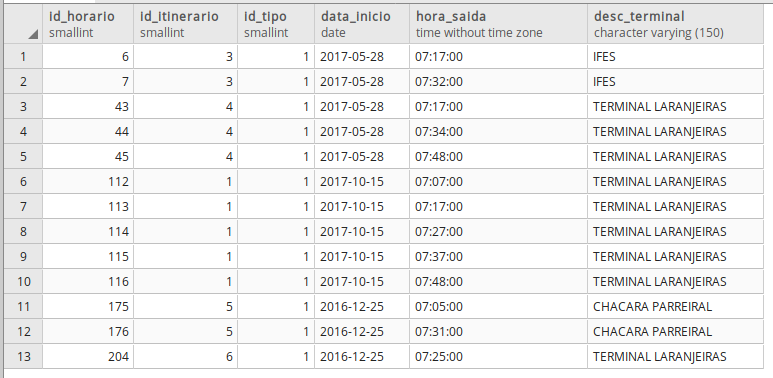 id_horario id_itinerario id_tipo data_inicio hora_saida desc_terminal
smallint smallint smallint date time without time zone character varying (150)
1 6 3 1 2017-05-28 07:17:00 IFES
2 7 3 1 2017-05-28 07:32:00 IFES
3 43 4 1 2017-05-28 07:17:00 TERMINAL LARANJEIRAS
4 44 4 1 2017-05-28 07:34:00 TERMINAL LARANJEIRAS
5 45 4 1 2017-05-28 07:48:00 TERMINAL LARANJEIRAS
6 112 1 1 2017-10-15 07:07:00 TERMINAL LARANJEIRAS
7 113 1 1 2017-10-15 07:17:00 TERMINAL LARANJEIRAS
8 114 1 1 2017-10-15 07:27:00 TERMINAL LARANJEIRAS
9 115 1 1 2017-10-15 07:37:00 TERMINAL LARANJEIRAS
10 116 1 1 2017-10-15 07:48:00 TERMINAL LARANJEIRAS
11 175 5 1 2016-12-25 07:05:00 CHACARA PARREIRAL
12 176 5 1 2016-12-25 07:31:00 CHACARA PARREIRAL
13 204 6 1 2016-12-25 07:25:00 TERMINAL LARANJEIRAS